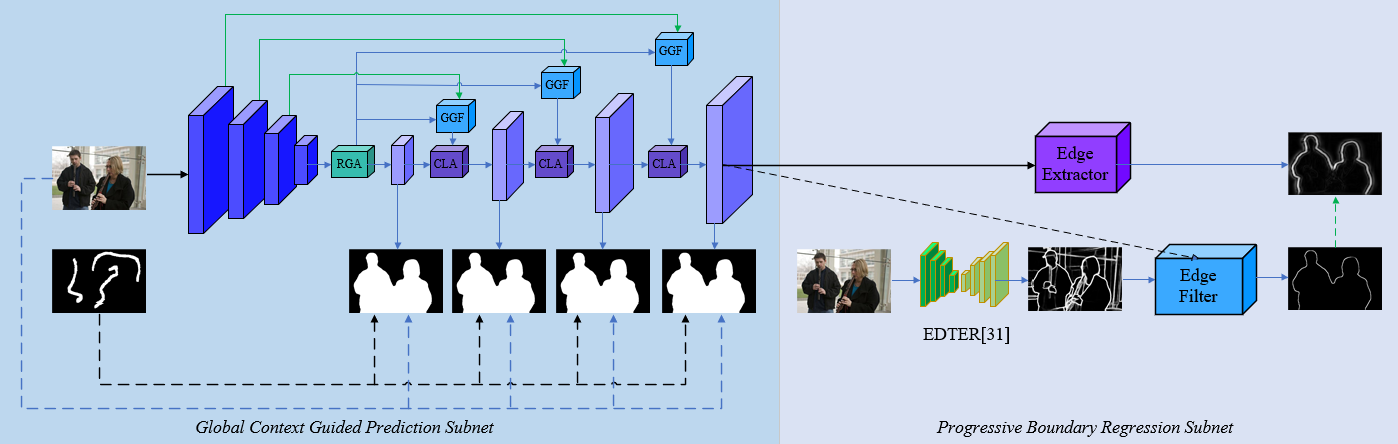 GGF
GGF
GGF
RGA
CLA
CLA
CLA
Edge
Extractor
Edge
Filter
EDTER[31]
Global Context Guided Prediction Subnet
Progressive Boundary Regression Subnet